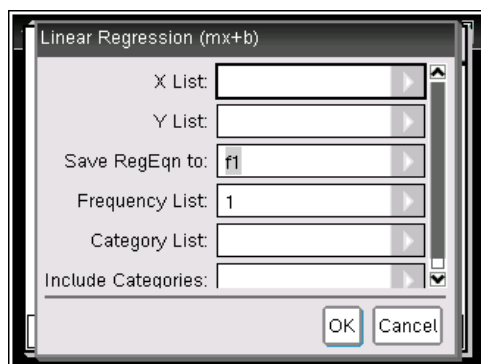 Linear Regression (mx+b)
X List:
Y List:
Save RegEqn to: f1
Frequency List: 1
Category List:
Include Categories:
OK Cancel